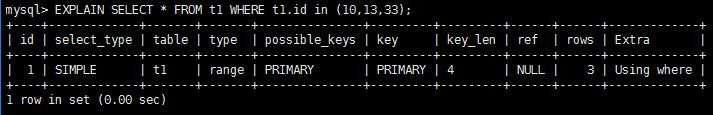 mysql> EXPLAIN SELECT * FROM t1 WHERE t1.id in (10,13,33);
+----+-------------+-------+-------+---------------+---------+---------+------+------+-------------+
| id | select_type | table | type | possible_keys | key | key_len | ref | rows | Extra |
+----+-------------+-------+-------+---------------+---------+---------+------+------+-------------+
| 1 | SIMPLE | t1 | range | PRIMARY | PRIMARY | 4 | NULL | 3 | Using where |
+----+-------------+-------+-------+---------------+---------+---------+------+------+-------------+
1 row in set (0.00 sec)